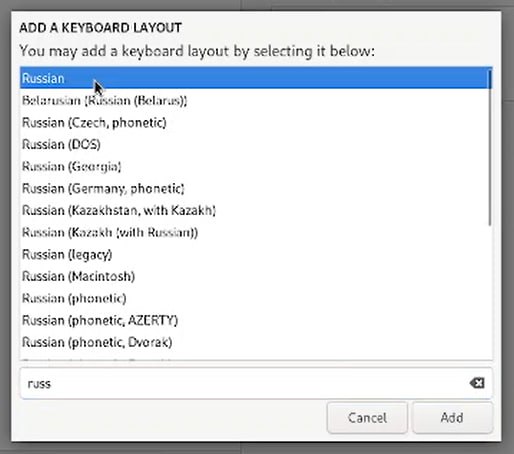 ADD A KEYBOARD LAYOUT
You may add a keyboard layout by selecting it below:
Russian
Belarusian (Russian (Belarus))
Russian (Czech, phonetic)
Russian (DOS)
Russian (Georgia)
Russian (Germany, phonetic)
Russian (Kazakhstan, with Kazakh)
Russian (Kazakh (with Russian))
Russian (legacy)
Russian (Macintosh)
Russian (phonetic)
Russian (phonetic, AZERTY)
Russian (phonetic, Dvorak)
russ
Cancel
Add